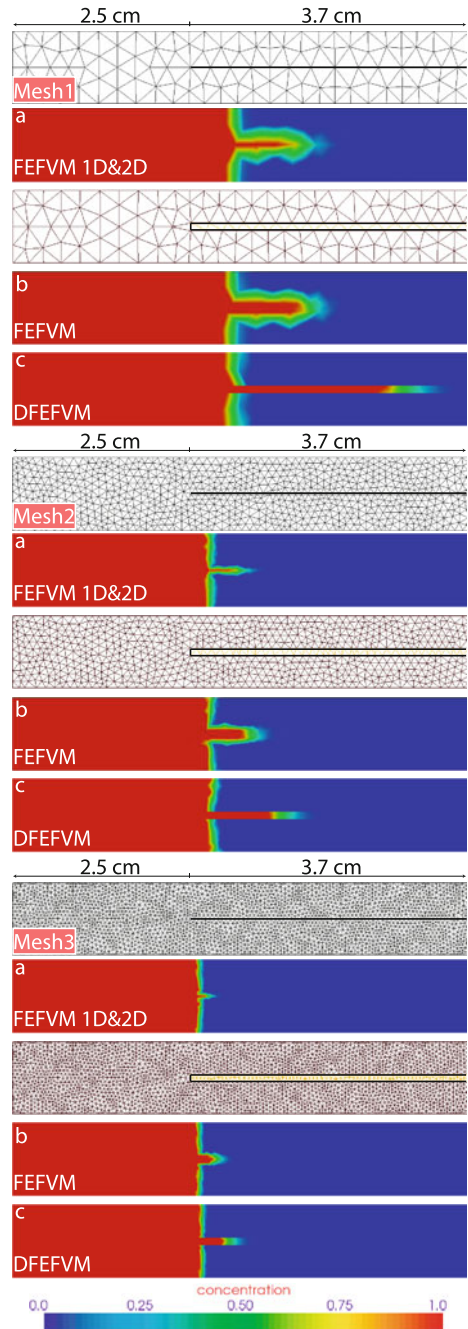 2.5 cm 3.7 cm
Mesh1
a
FEFVM 1D&2D
b
FEFVM
c
DFEFVM
2.5 cm 3.7 cm
Mesh2
a
FEFVM 1D&2D
b
FEFVM
c
DFEFVM
2.5 cm 3.7 cm
Mesh3
a
FEFVM 1D&2D
b
FEFVM
c
DFEFVM
concentration
0.0 0.25 0.50 0.75 1.0